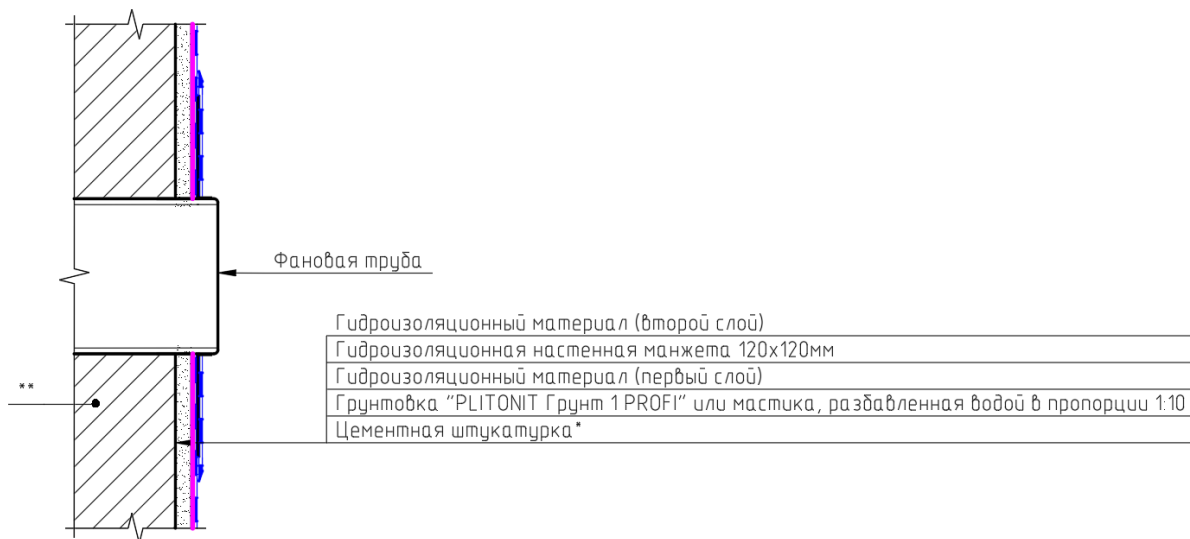 Фановая труба
Гидроизоляционный материал (второй слой)
Гидроизоляционная настенная манжета 120х120мм
Гидроизоляционный материал (первый слой)
Грунтовка "PLITONIT Грунт 1 PROFI" или мастика, разбавленная водой в пропорции 1:10
**
Цементная штукатурка*